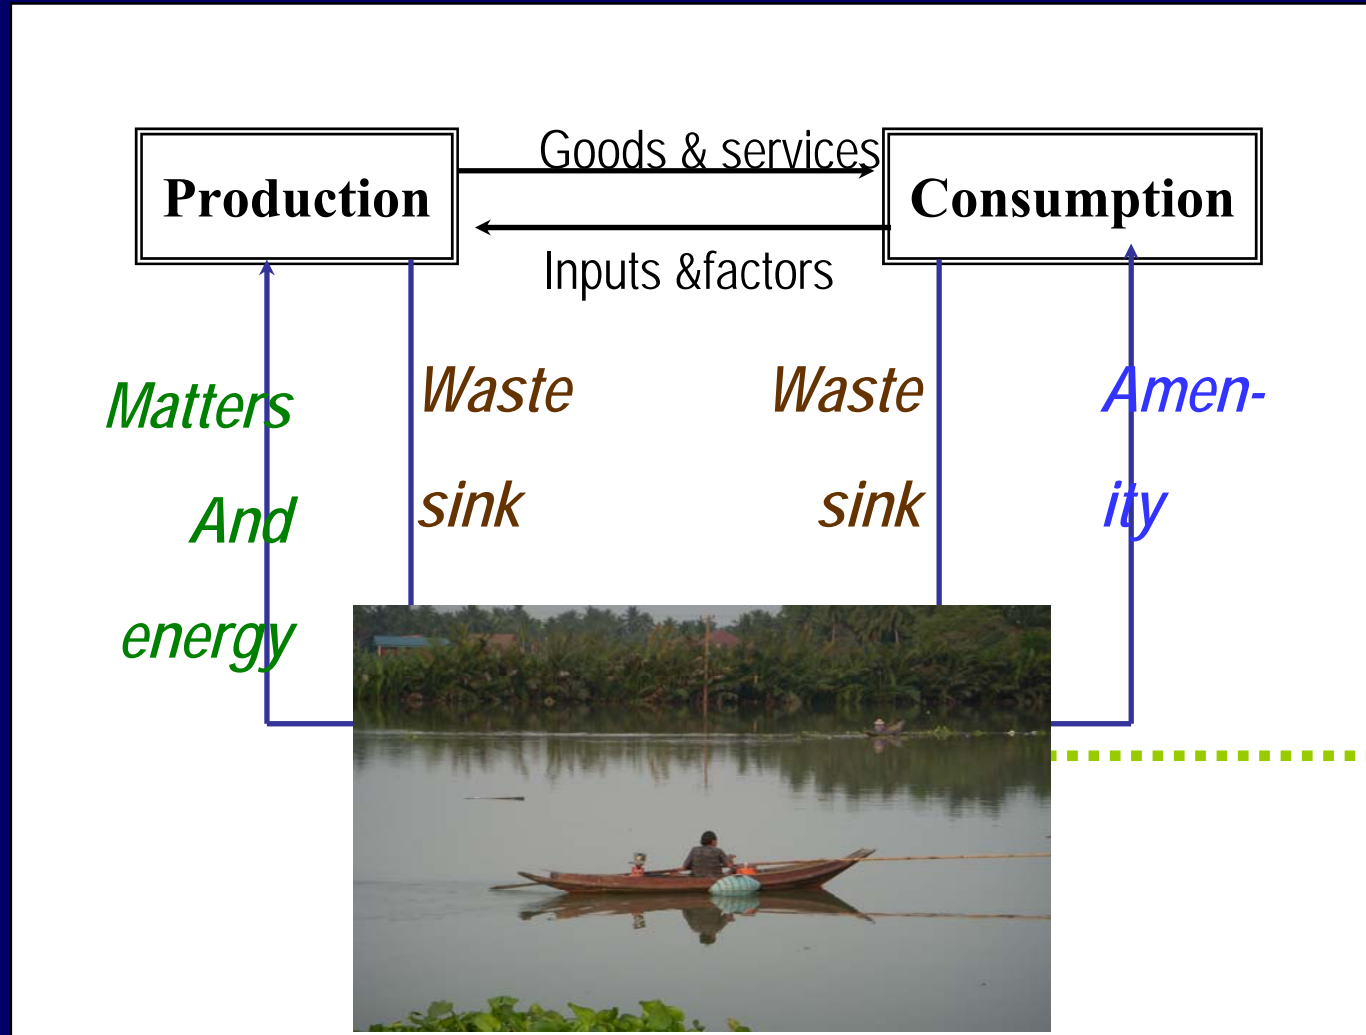 Goods & services
Production
Consumption
Inputs &factors
Matters
And
energy
Waste
sink
Waste
sink
Amen-
ity